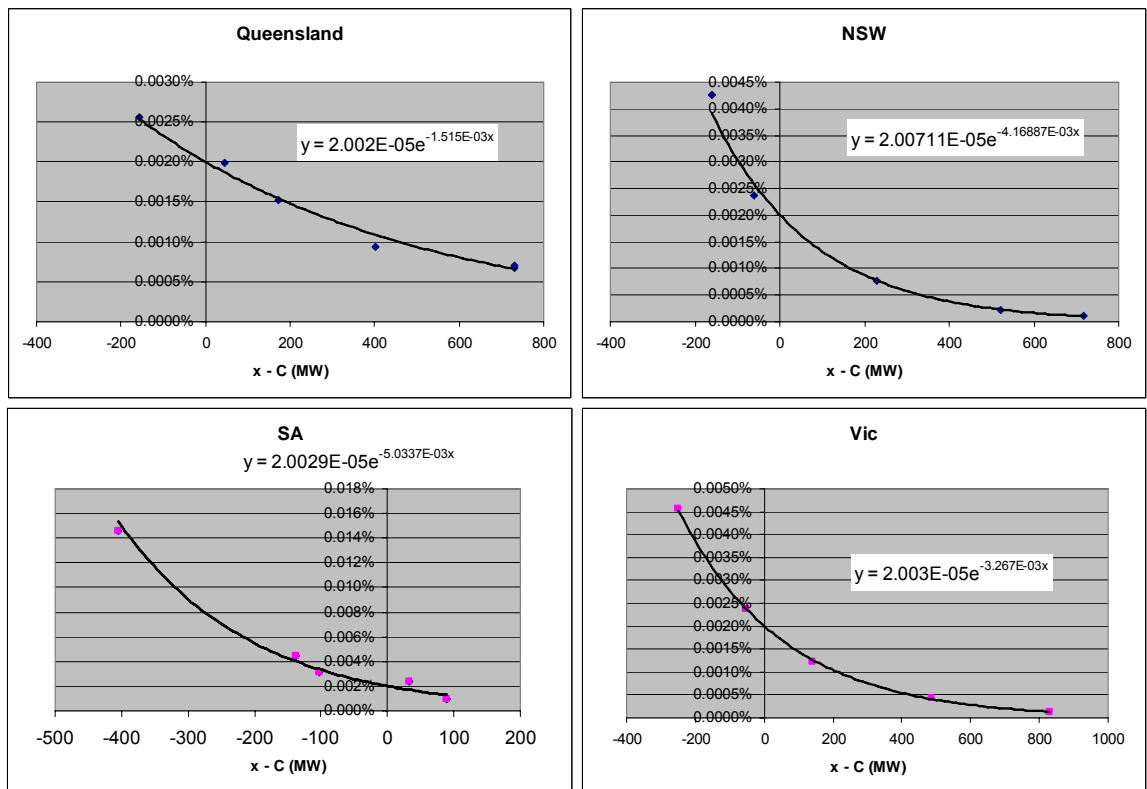 Queensland
0.0030%
0.0025%
0.0020%
0.0015%
0.0010%
0.0005%
0.0000%
y = 2.002E-05e^-1.515E-03x
-400 -200 0 200 400 600 800
x - C (MW)
NSW
0.0045%
0.0040%
0.0035%
0.0030%
0.0025%
0.0020%
0.0015%
0.0010%
0.0005%
0.0000%
y = 2.00711E-05e^-4.16887E-03x
-400 -200 0 200 400 600 800
x - C (MW)
SA
y = 2.0029E-05e^-5.0337E-03x
0.018%
0.016%
0.014%
0.012%
0.010%
0.008%
0.006%
0.004%
0.002%
0.000%
-500 -400 -300 -200 -100 0 100 200
x - C (MW)
Vic
0.0050%
0.0045%
0.0040%
0.0035%
0.0030%
0.0025%
0.0020%
0.0015%
0.0010%
0.0005%
0.0000%
y = 2.003E-05e^-3.267E-03x
-400 -200 0 200 400 600 800 1000
x - C (MW)